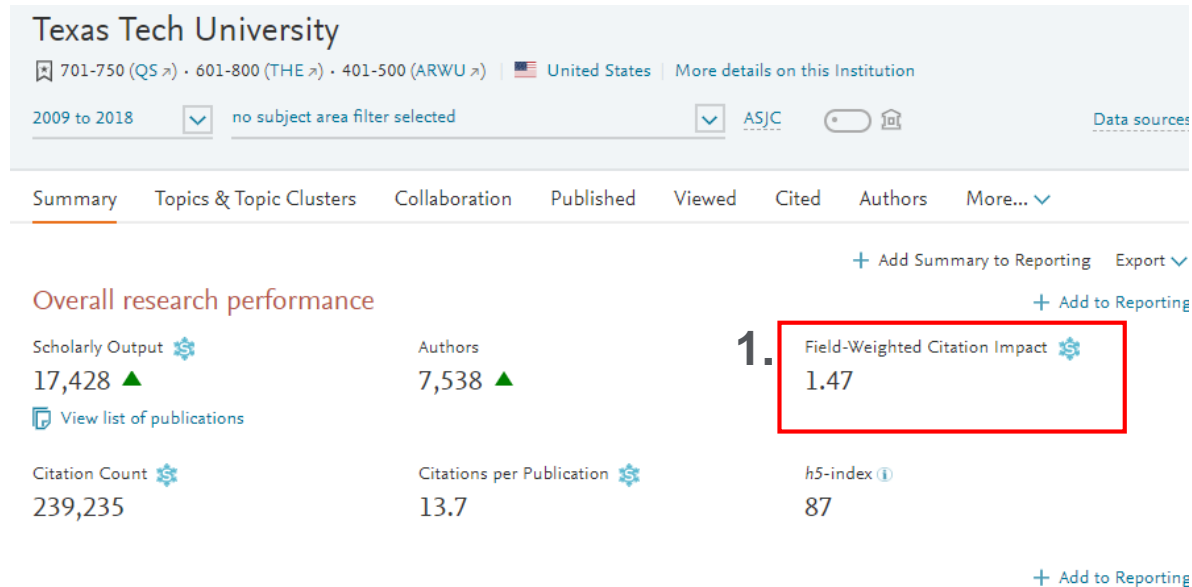 Texas Tech University
701-750 (QS ↗) · 601-800 (THE ↗) · 401-500 (ARWU ↗) | United States | More details on this Institution
2009 to 2018 no subject area filter selected ASJC Data sources
Summary Topics & Topic Clusters Collaboration Published Viewed Cited Authors More...
+ Add Summary to Reporting Export
Overall research performance + Add to Reporting
Scholarly Output Authors 1. Field-Weighted Citation Impact
17,428 ▲ 7,538 ▲ 1.47
View list of publications
Citation Count Citations per Publication h5-index
239,235 13.7 87
+ Add to Reporting